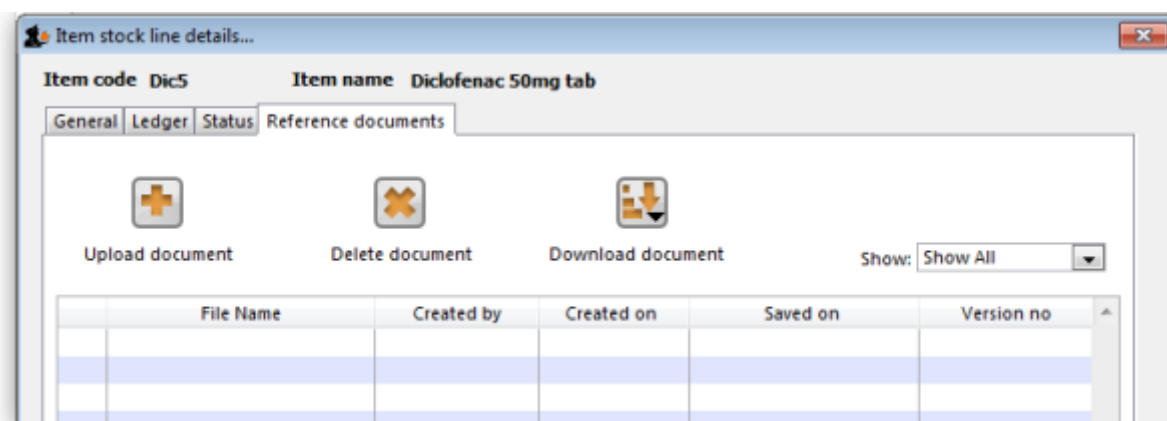 Item stock line details...
Item code Dic5 Item name Diclofenac 50mg tab
General Ledger Status Reference documents
Upload document Delete document Download document
Show: Show All
File Name Created by Created on Saved on Version no